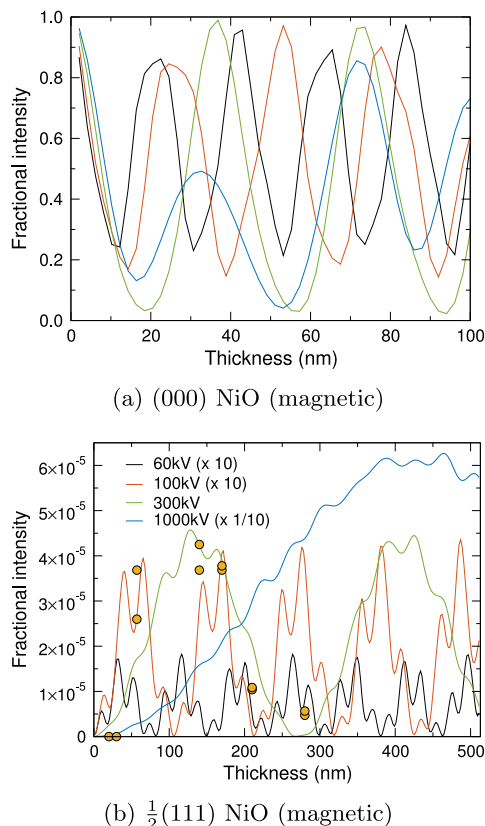 1.0
0.8
0.6
0.4
0.2
0.0
Fractional intensity
0 20 40 60 80 100
Thickness (nm)
(a) (000) NiO (magnetic)
6×10⁻⁵
5×10⁻⁵
4×10⁻⁵
3×10⁻⁵
2×10⁻⁵
1×10⁻⁵
0
Fractional intensity
60kV (x 10)
100kV (x 10)
300kV
1000kV (x 1/10)
0 100 200 300 400 500
Thickness (nm)
(b) ½(111) NiO (magnetic)